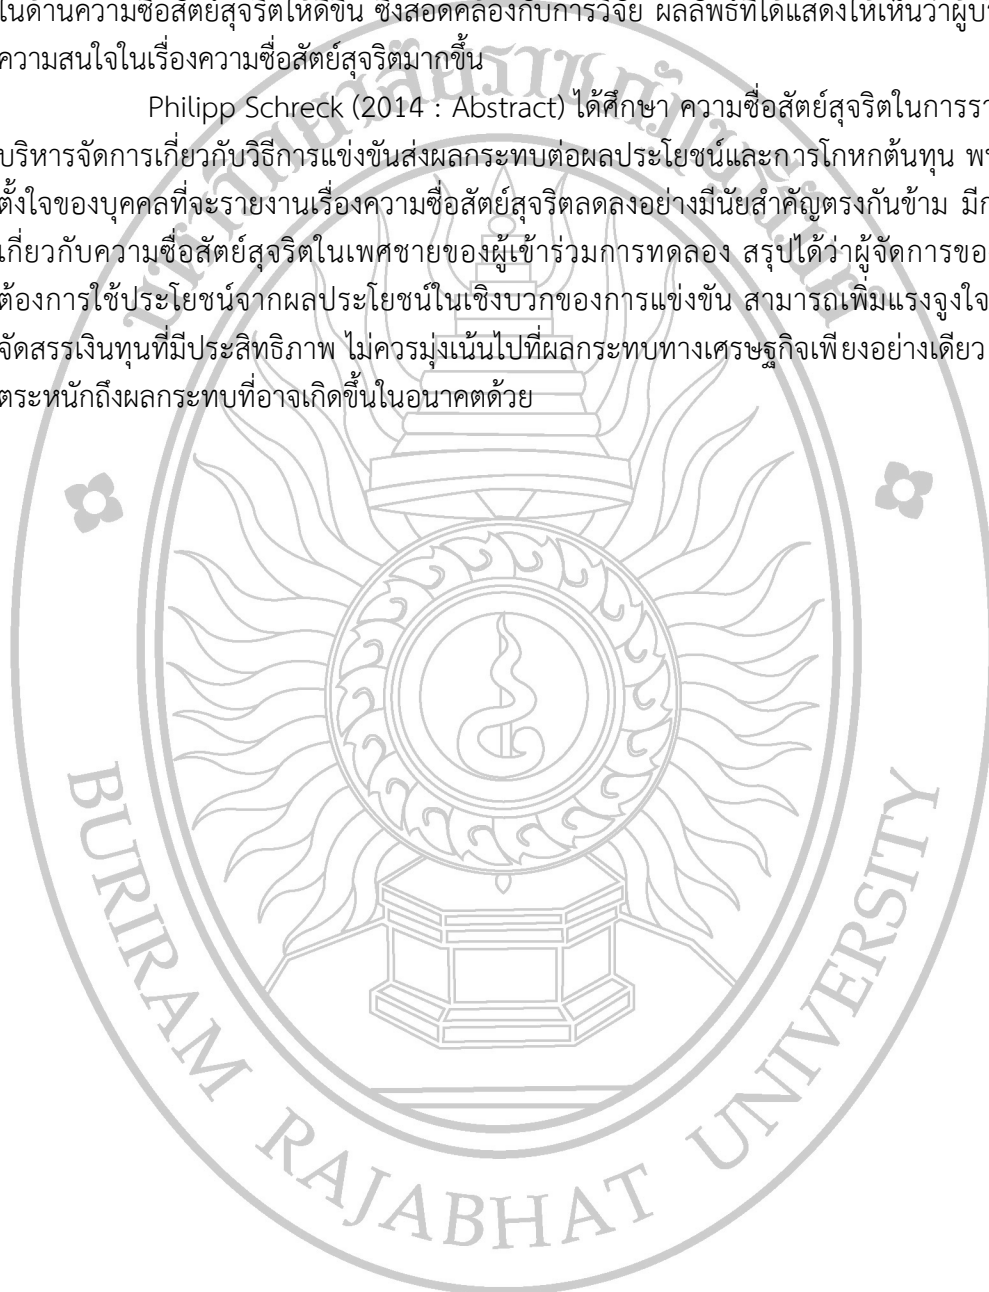 ในด้านความซื่อสัตย์สุจริตให้ดีขึ้น ซึ่งสอดคล้องกับการวิจัย ผลลัพธ์ที่ได้แสดงให้เห็นว่าผู้บร
ความสนใจในเรื่องความซื่อสัตย์สุจริตมากขึ้น
Philipp Schreck (2014 : Abstract) ได้ศึกษา ความซื่อสัตย์สุจริตในการรา
บริหารจัดการเกี่ยวกับวิธีการแข่งขันส่งผลกระทบต่อผลประโยชน์และการโกหกต้นทุน พบ
ตั้งใจของบุคคลที่จะรายงานเรื่องความซื่อสัตย์สุจริตลดลงอย่างมีนัยสำคัญตรงกันข้าม มีก
เกี่ยวกับความซื่อสัตย์สุจริตในเพศชายของผู้เข้าร่วมการทดลอง สรุปได้ว่าผู้จัดการขอ
ต้องการใช้ประโยชน์จากผลประโยชน์ในเชิงบวกของการแข่งขัน สามารถเพิ่มแรงจูงใจ
จัดสรรเงินทุนที่มีประสิทธิภาพ ไม่ควรมุ่งเน้นไปที่ผลกระทบทางเศรษฐกิจเพียงอย่างเดียว
ตระหนักถึงผลกระทบที่อาจเกิดขึ้นในอนาคตด้วย
มหาวิทยาลัยราชภัฏบุรีรัมย์
BURIRAM RAJABHAT UNIVERSITY